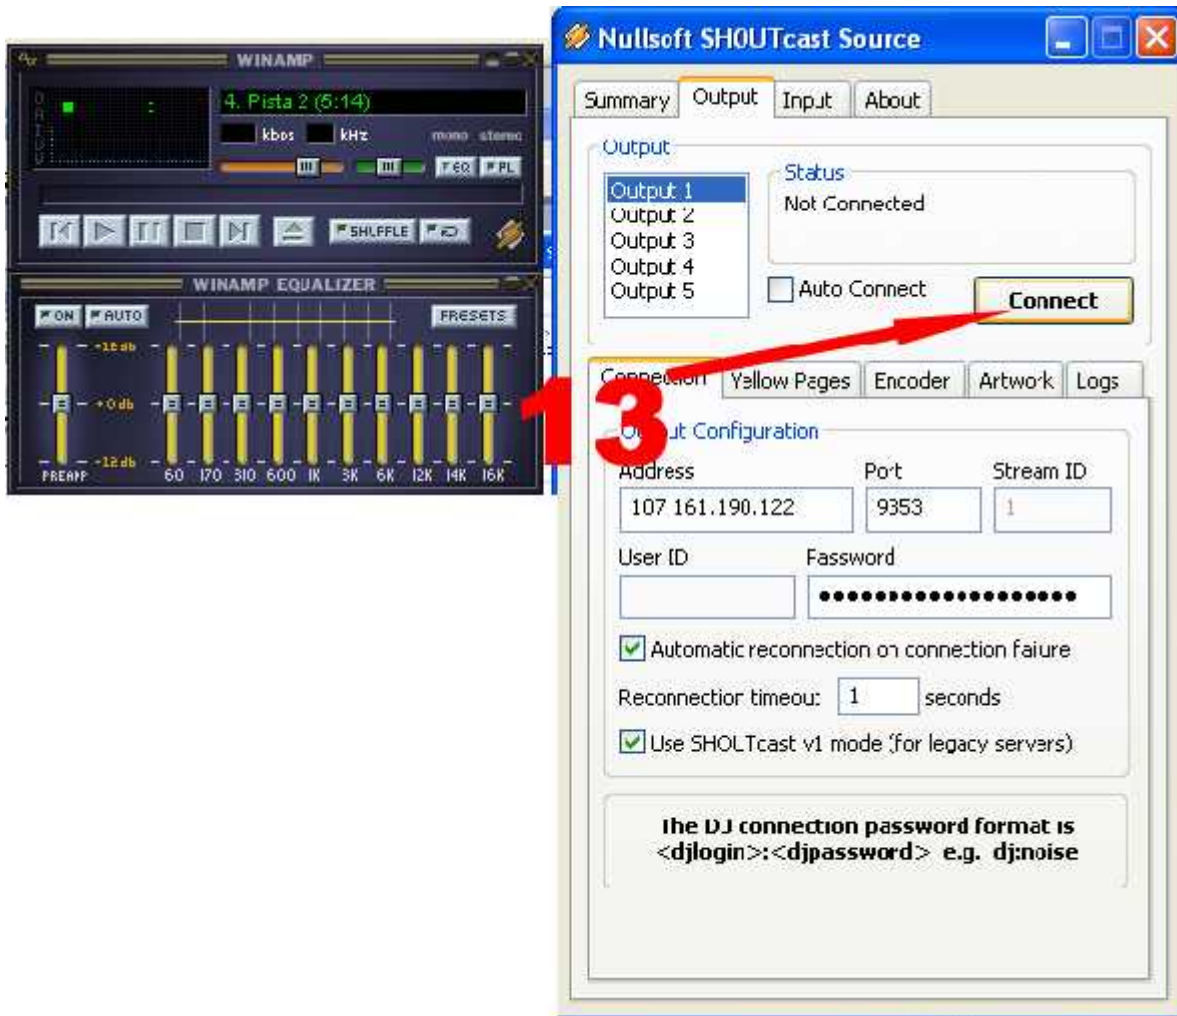 WINAMP
4. Pista 2 (5:14)
kbps kHz mono stereo
EQ PL
SHUFFLE
WINAMP EQUALIZER
ON AUTO PRESETS
+12 db
+0 db
-12 db
PREAMP 60 170 310 600 1K 3K 6K 12K 14K 16K
13
Nullsoft SHOUTcast Source
Summary Output Input About
Output
Output 1
Output 2
Output 3
Output 4
Output 5
Status
Not Connected
Auto Connect
Connect
Connection Yellow Pages Encoder Artwork Logs
Output Configuration
Address Port Stream ID
107.161.190.122 9353 1
User ID Password
Automatic reconnection on connection failure
Reconnection timeout 1 seconds
Use SHOUTcast v1 mode (for legacy servers)
The DJ connection password format is
<djlogin>:<djpassword> e.g. dj:noise